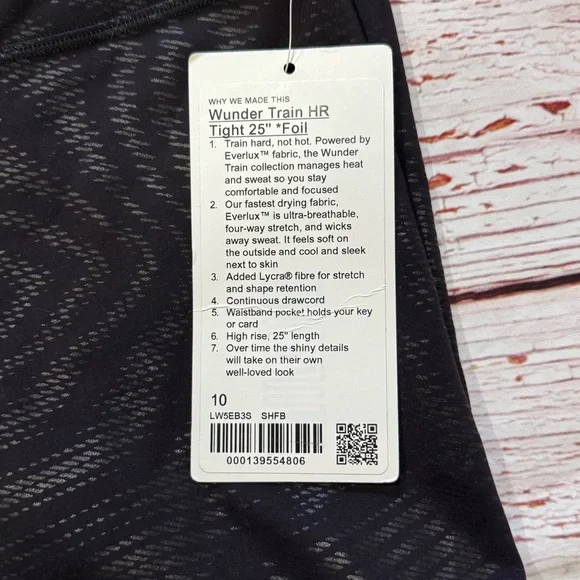 WHY WE MADE THIS
Wunder Train HR
Tight 25" *Foil
1. Train hard, not hot. Powered by
Everlux™ fabric, the Wunder
Train collection manages heat
and sweat so you stay
comfortable and focused
2. Our fastest drying fabric,
Everlux™ is ultra-breathable,
four-way stretch, and wicks
away sweat. It feels soft on
the outside and cool and sleek
next to skin
3. Added Lycra® fibre for stretch
and shape retention
4. Continuous drawcord
5. Waistband pocket holds your key
or card
6. High rise, 25" length
7. Over time the shiny details
will take on their own
well-loved look
10
LW5EB3S SHFB
000139554806